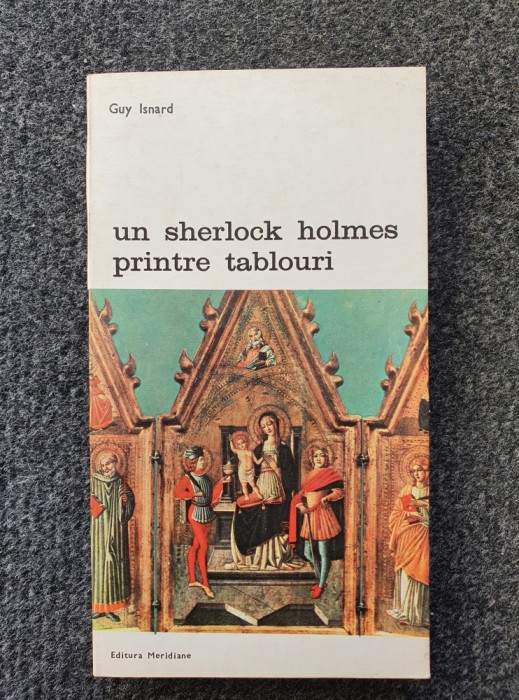 Guy Isnard
un sherlock holmes
printre tablouri
Editura Meridiane